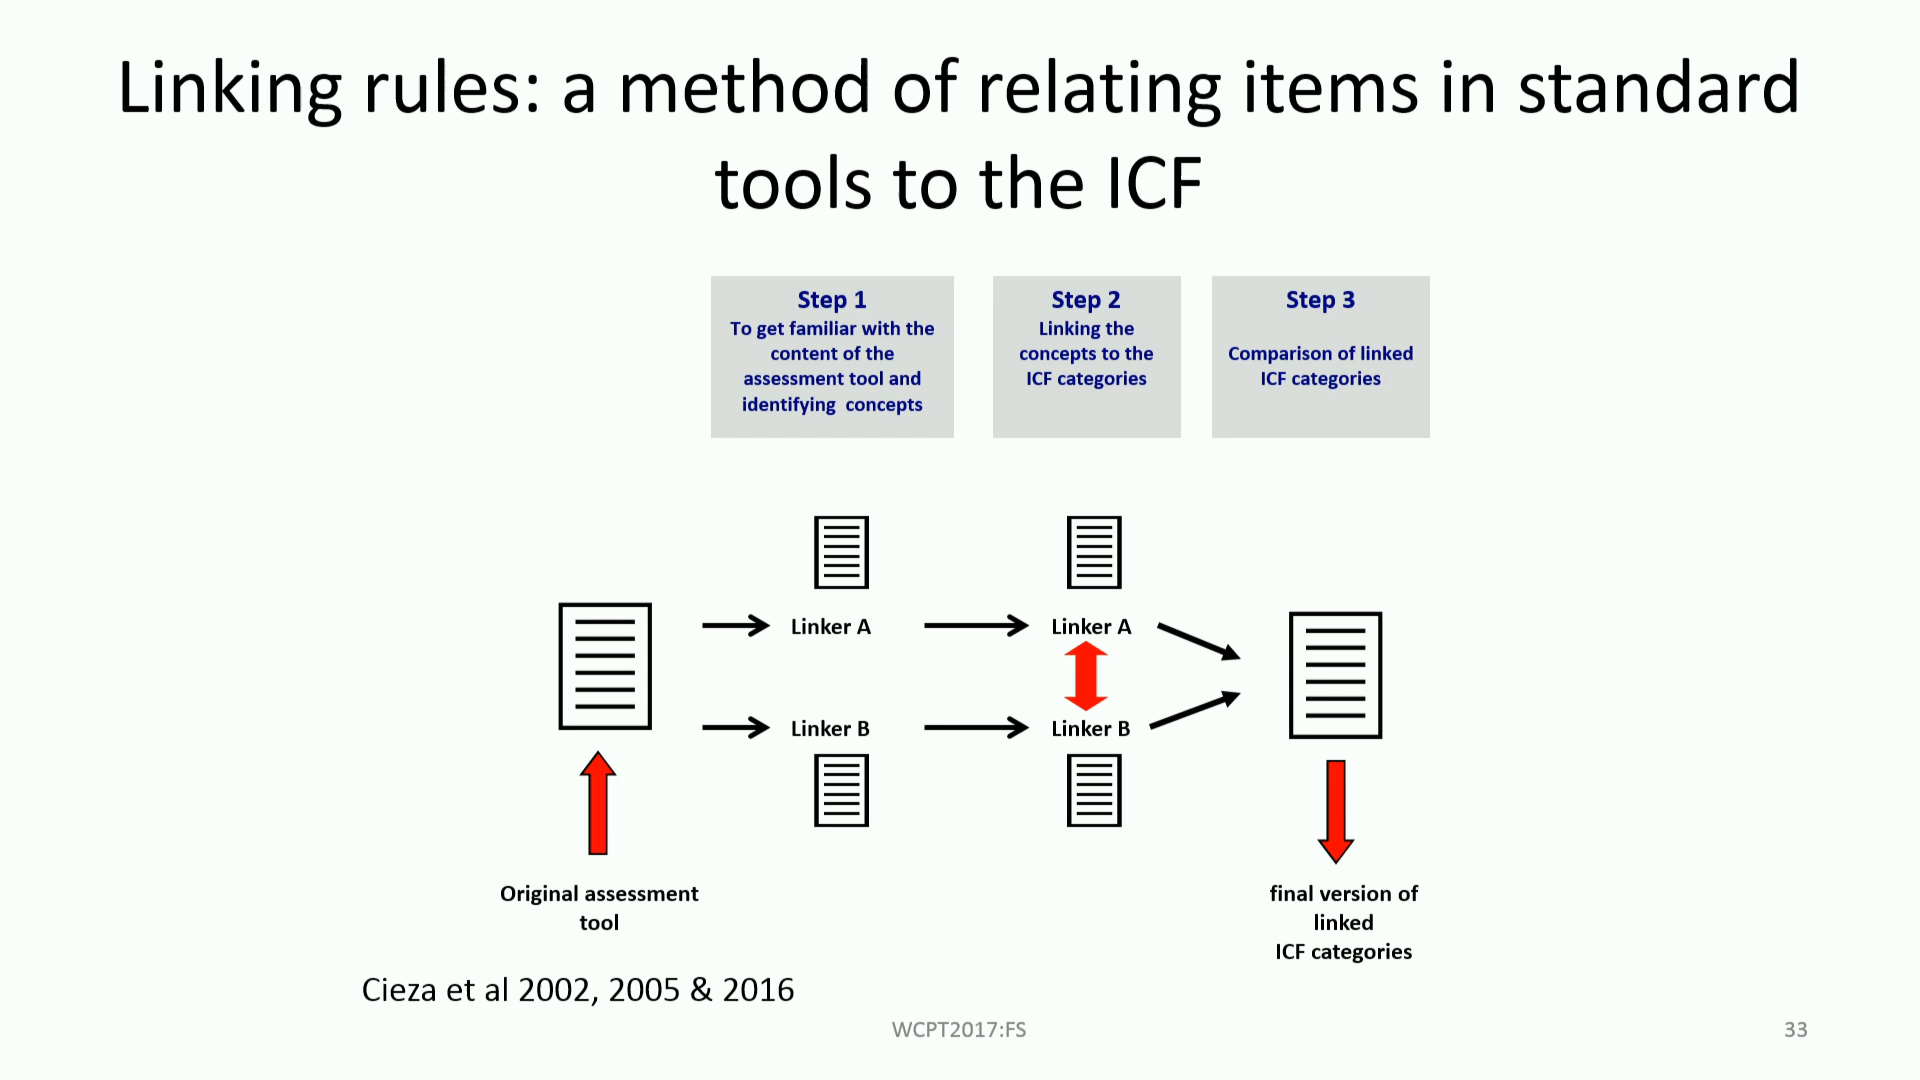 Linking rules: a method of relating items in standard
tools to the ICF
Step 1
To get familiar with the
content of the
assessment tool and
identifying concepts
Step 2
Linking the
concepts to the
ICF categories
Step 3
Comparison of linked
ICF categories
Linker A
Linker A
Linker B
Linker B
Original assessment
tool
final version of
linked
ICF categories
Cieza et al 2002, 2005 & 2016
WCPT2017:FS
33